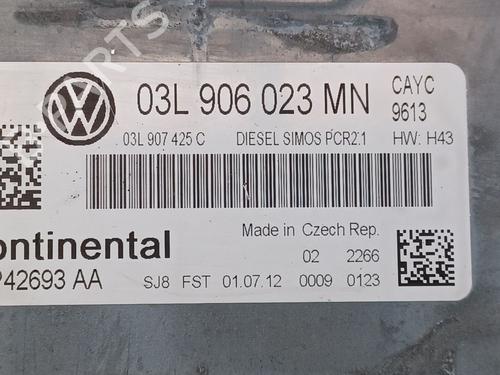 PARTS
03L 906 023 MN
CAYC
9613
03L 907 425 C DIESEL SIMOS PCR2.1 HW: H43
Made in Czech Rep.
ontinental
02 2266
P42693 AA
SJ8 FST 01.07.12 0009 0123